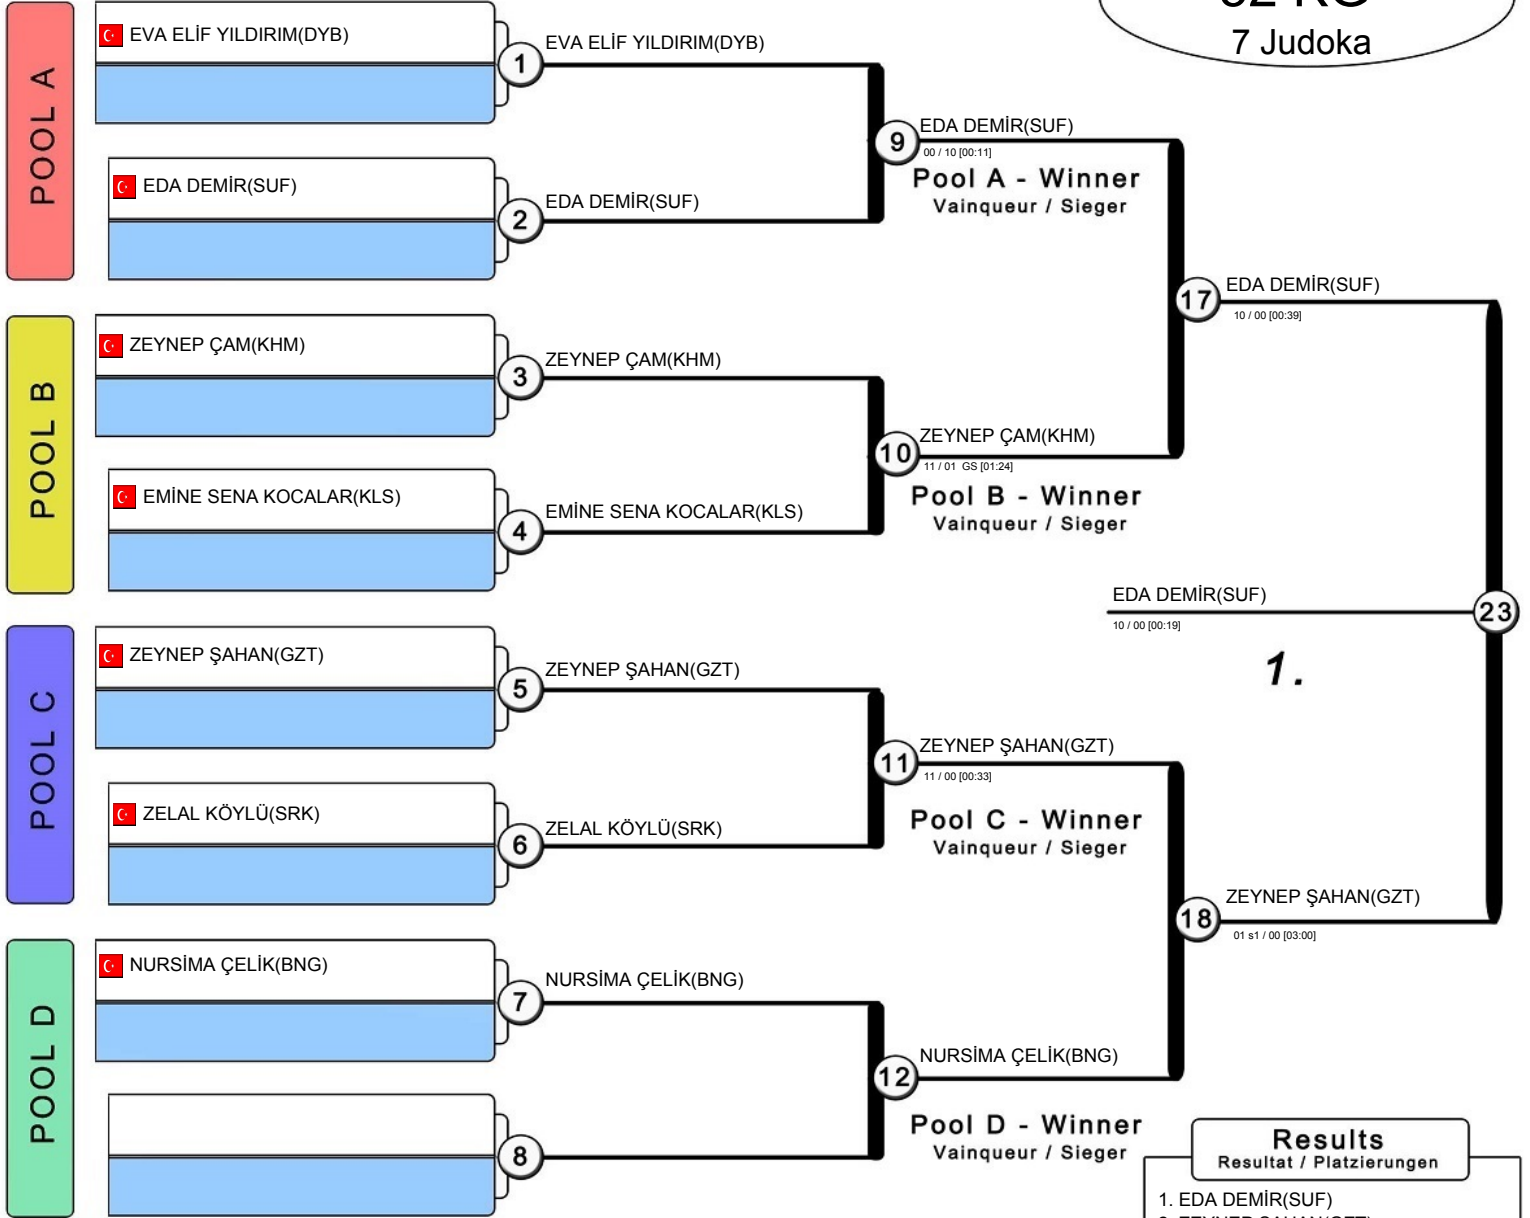 52 KG
7 Judoka
POOL A
EVA ELİF YILDIRIM(DYB)
1
EVA ELİF YILDIRIM(DYB)
EDA DEMİR(SUF)
2
EDA DEMİR(SUF)
9
EDA DEMİR(SUF)
00 / 10 [00:11]
Pool A - Winner
Vainqueur / Sieger
POOL B
ZEYNEP ÇAM(KHM)
3
ZEYNEP ÇAM(KHM)
EMİNE SENA KOCALAR(KLS)
4
EMİNE SENA KOCALAR(KLS)
10
ZEYNEP ÇAM(KHM)
11 / 01 GS [01:24]
Pool B - Winner
Vainqueur / Sieger
17
EDA DEMİR(SUF)
10 / 00 [00:39]
EDA DEMİR(SUF)
10 / 00 [00:19]
23
1.
POOL C
ZEYNEP ŞAHAN(GZT)
5
ZEYNEP ŞAHAN(GZT)
ZELAL KÖYLÜ(SRK)
6
ZELAL KÖYLÜ(SRK)
11
ZEYNEP ŞAHAN(GZT)
11 / 00 [00:33]
Pool C - Winner
Vainqueur / Sieger
18
ZEYNEP ŞAHAN(GZT)
01 s1 / 00 [03:00]
POOL D
NURSİMA ÇELİK(BNG)
7
NURSİMA ÇELİK(BNG)
8
12
NURSİMA ÇELİK(BNG)
Pool D - Winner
Vainqueur / Sieger
Results
Resultat / Platzierungen
1. EDA DEMİR(SUF)
2. ZEYNEP ŞAHAN(GZT)